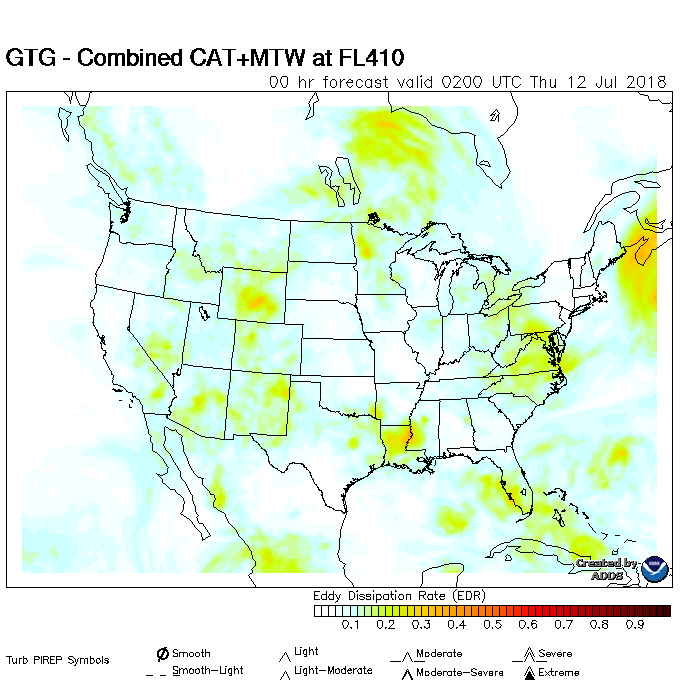 GTG - Combined CAT+MTW at FL410
00 hr forecast valid 0200 UTC Thu 12 Jul 2018
Created by
ADDS
Eddy Dissipation Rate (EDR)
0.1 0.2 0.3 0.4 0.5 0.6 0.7 0.8 0.9
Turb PIREP Symbols
Smooth Light Moderate Severe
Smooth-Light Light-Moderate Moderate-Severe Extreme